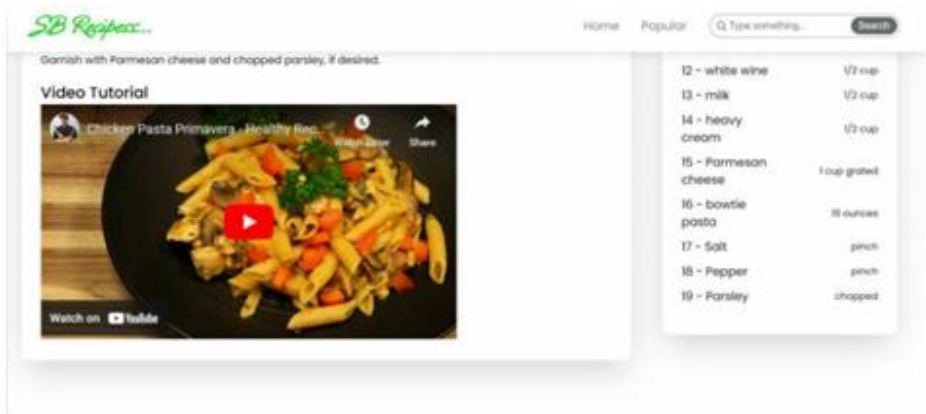 SB Recipess..
Home
Popular
Type something..
Search
Garnish with Parmesan cheese and chopped parsley, if desired.
Video Tutorial
Chicken Pasta Primavera - Healthy Rec...
Watch later
Share
Watch on YouTube
12 - white wine 1/2 cup
13 - milk 1/2 cup
14 - heavy
cream 1/2 cup
15 - Parmesan
cheese 1 cup grated
16 - bowtie
pasta 16 ounces
17 - Salt pinch
18 - Pepper pinch
19 - Parsley chopped